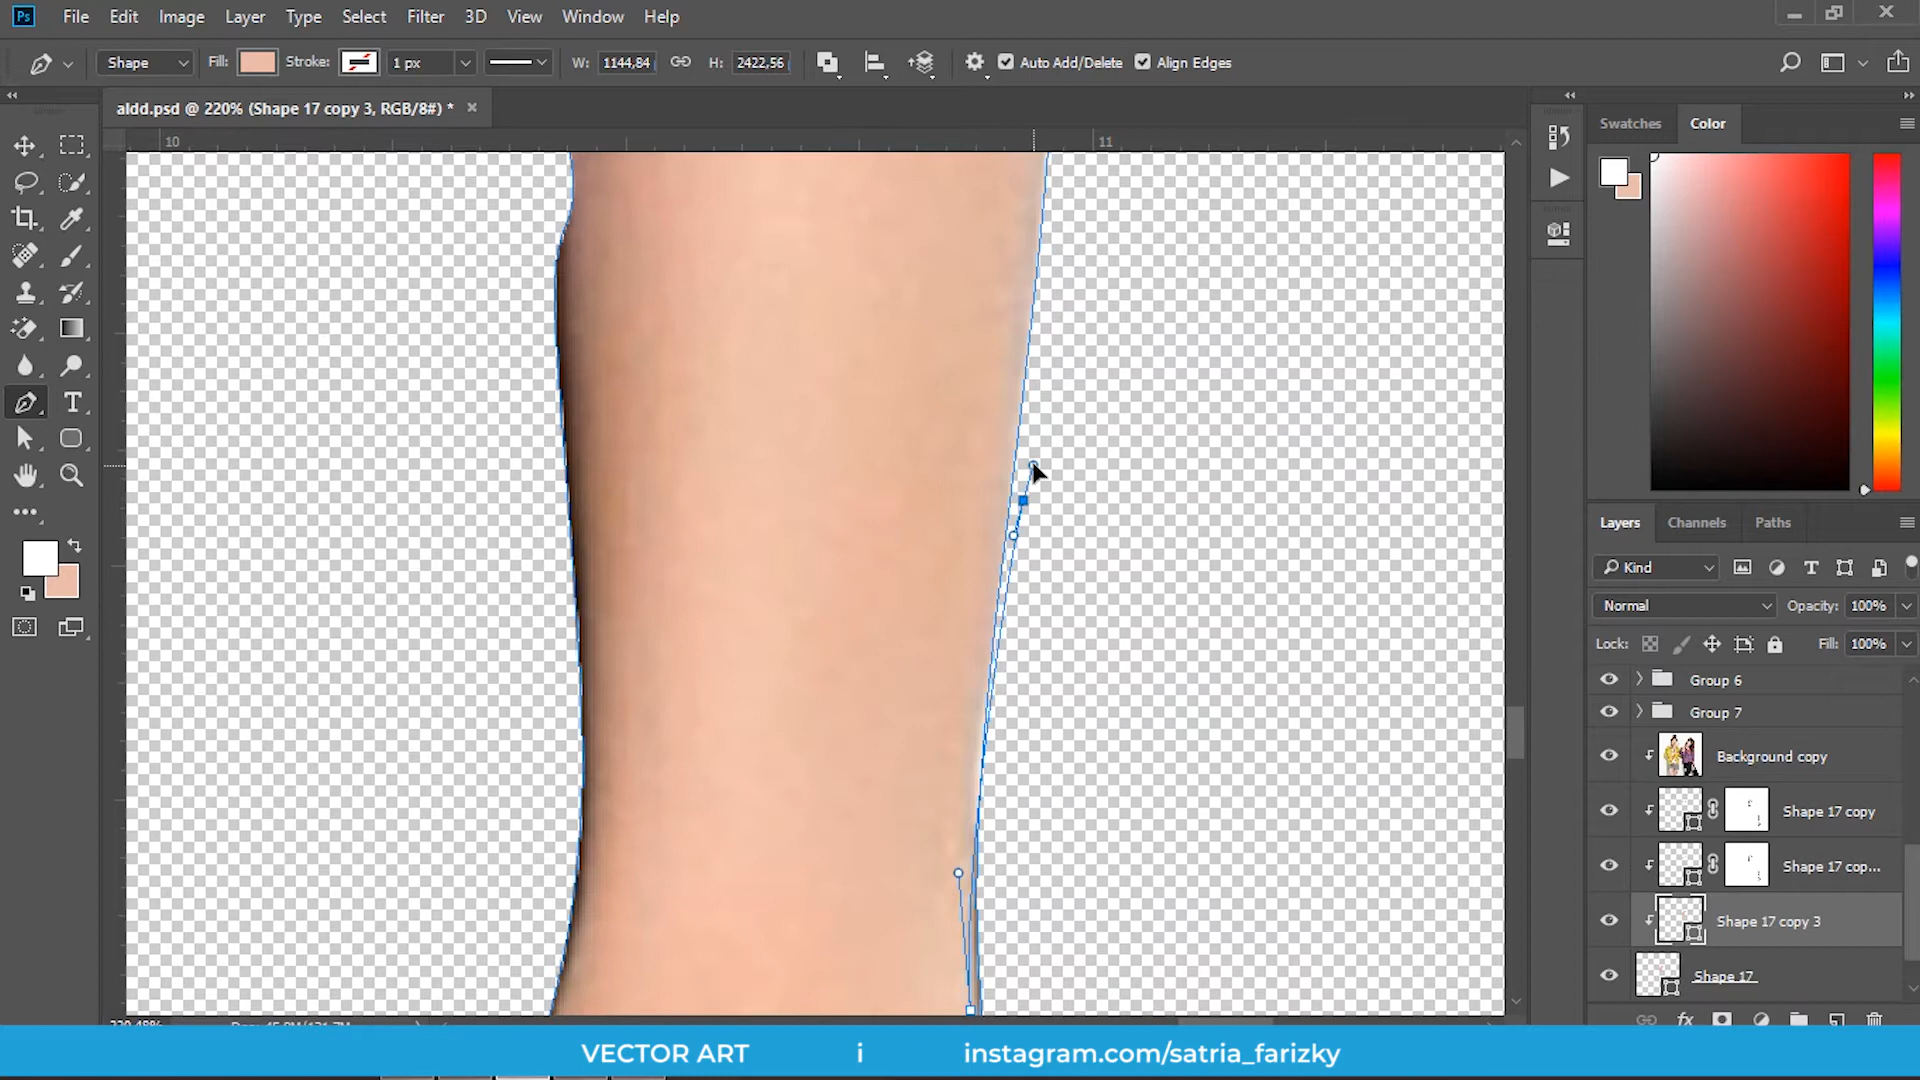 Ps File Edit Image Layer Type Select Filter 3D View Window Help
Shape Fill: Stroke: 1 px W: 1144,84 H: 2422,56 Auto Add/Delete Align Edges
aldd.psd @ 220% (Shape 17 copy 3, RGB/8#) * ×
10 11
Swatches Color
Layers Channels Paths
Kind
Normal Opacity: 100%
Lock: Fill: 100%
Group 6
Group 7
Background copy
Shape 17 copy
Shape 17 cop...
Shape 17 copy 3
Shape 17
fx
VECTOR ART i instagram.com/satria_farizky